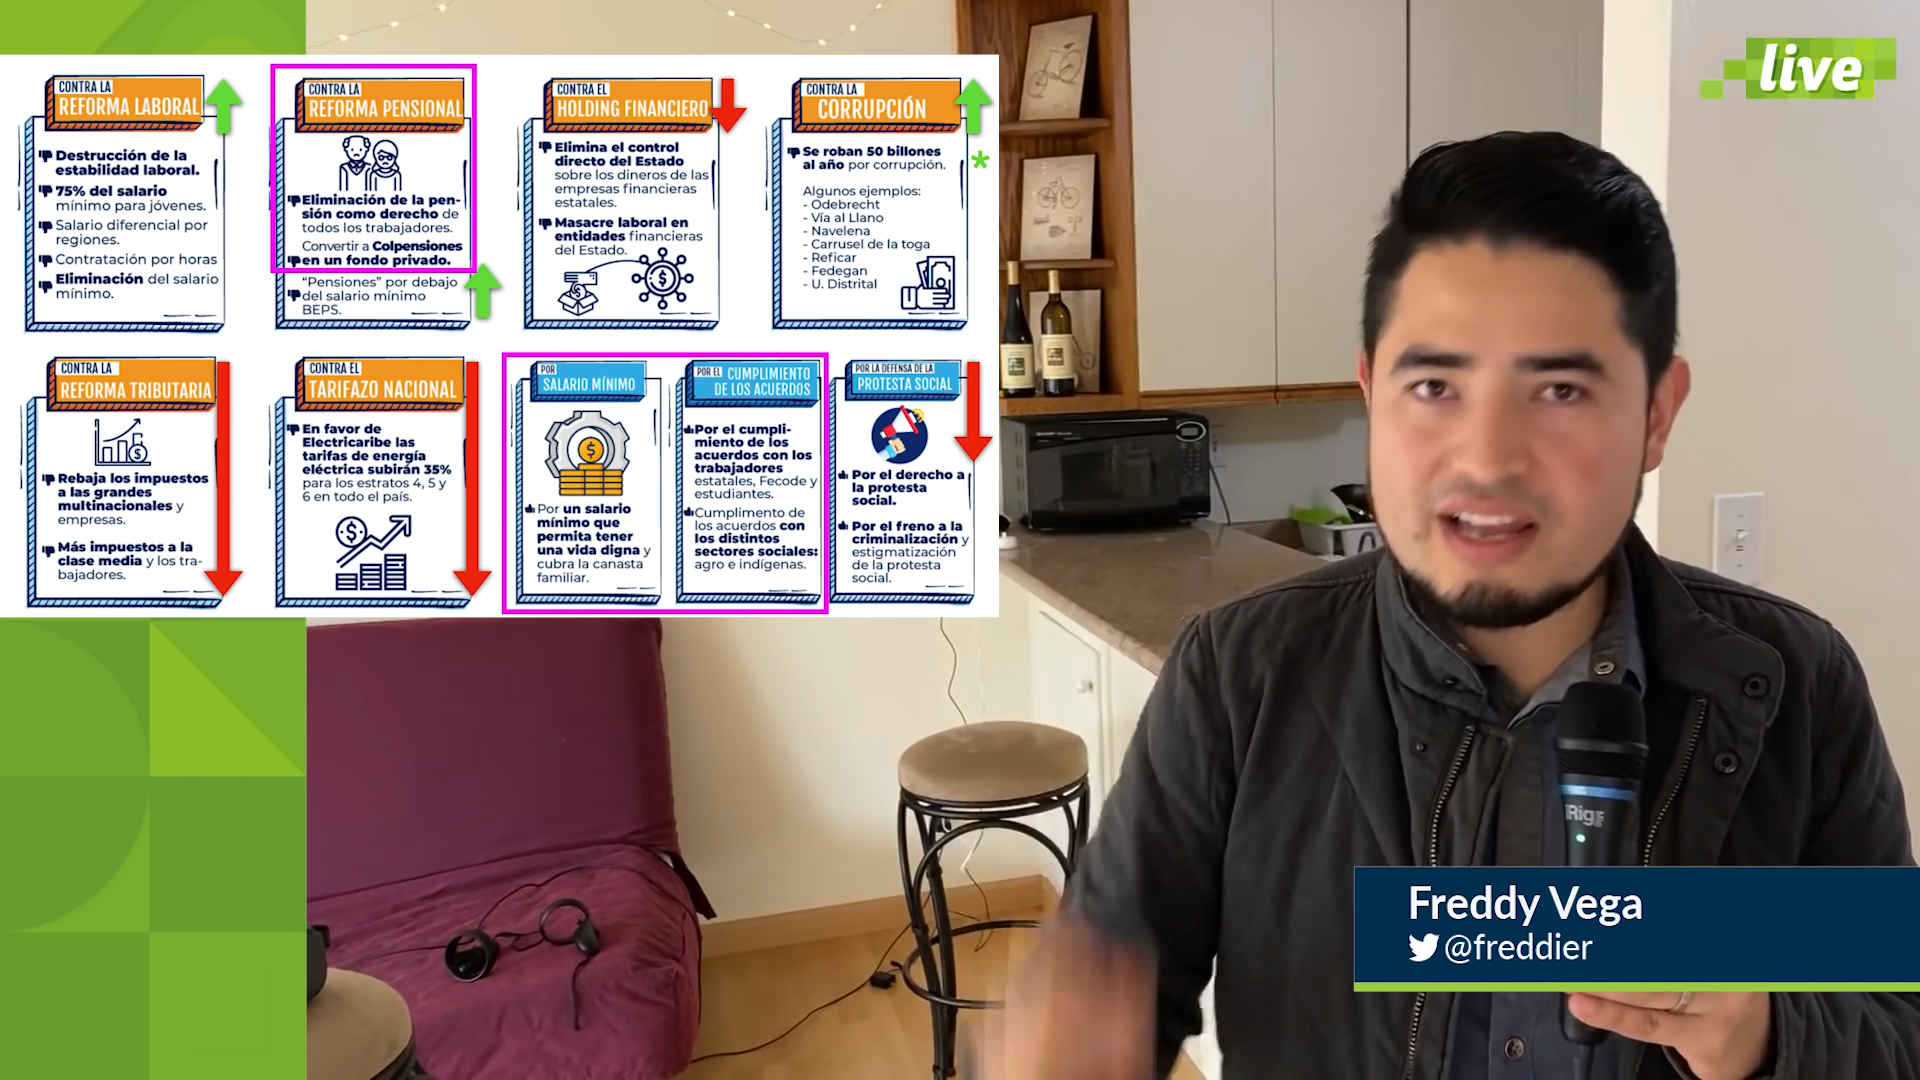 CONTRA LA
REFORMA LABORAL
Destrucción de la
estabilidad laboral.
75% del salario
mínimo para jóvenes.
Salario diferencial por
regiones.
Contratación por horas
Eliminación del salario
mínimo.
CONTRA LA
REFORMA PENSIONAL
Eliminación de la pen-
sión como derecho de
todos los trabajadores.
Convertir a Colpensiones
en un fondo privado.
“Pensiones” por debajo
del salario mínimo
BEPS.
CONTRA EL
HOLDING FINANCIERO
Elimina el control
directo del Estado
sobre los dineros de las
empresas financieras
estatales.
Masacre laboral en
entidades financieras
del Estado.
CONTRA LA
CORRUPCIÓN
Se roban 50 billones
al año por corrupción.
Algunos ejemplos:
- Odebrecht
- Vía al Llano
- Navelena
- Carrusel de la toga
- Reficar
- Fedegan
- U. Distrital
*
CONTRA LA
REFORMA TRIBUTARIA
Rebaja los impuestos
a las grandes
multinacionales y
empresas.
Más impuestos a la
clase media y los tra-
bajadores.
CONTRA EL
TARIFAZO NACIONAL
En favor de
Electricaribe las
tarifas de energía
eléctrica subirán 35%
para los estratos 4, 5 y
6 en todo el país.
POR
SALARIO MÍNIMO
Por un salario
mínimo que
permita tener
una vida digna y
cubra la canasta
familiar.
POR EL CUMPLIMIENTO
DE LOS ACUERDOS
Por el cumpli-
miento de los
acuerdos con los
trabajadores
estatales, Fecode y
estudiantes.
Cumplimiento de
los acuerdos con
los distintos
sectores sociales:
agro e indígenas.
POR LA DEFENSA DE LA
PROTESTA SOCIAL
Por el derecho a
la protesta
social.
Por el freno a la
criminalización y
estigmatización
de la protesta
social.
live
iRig
Freddy Vega
@freddier